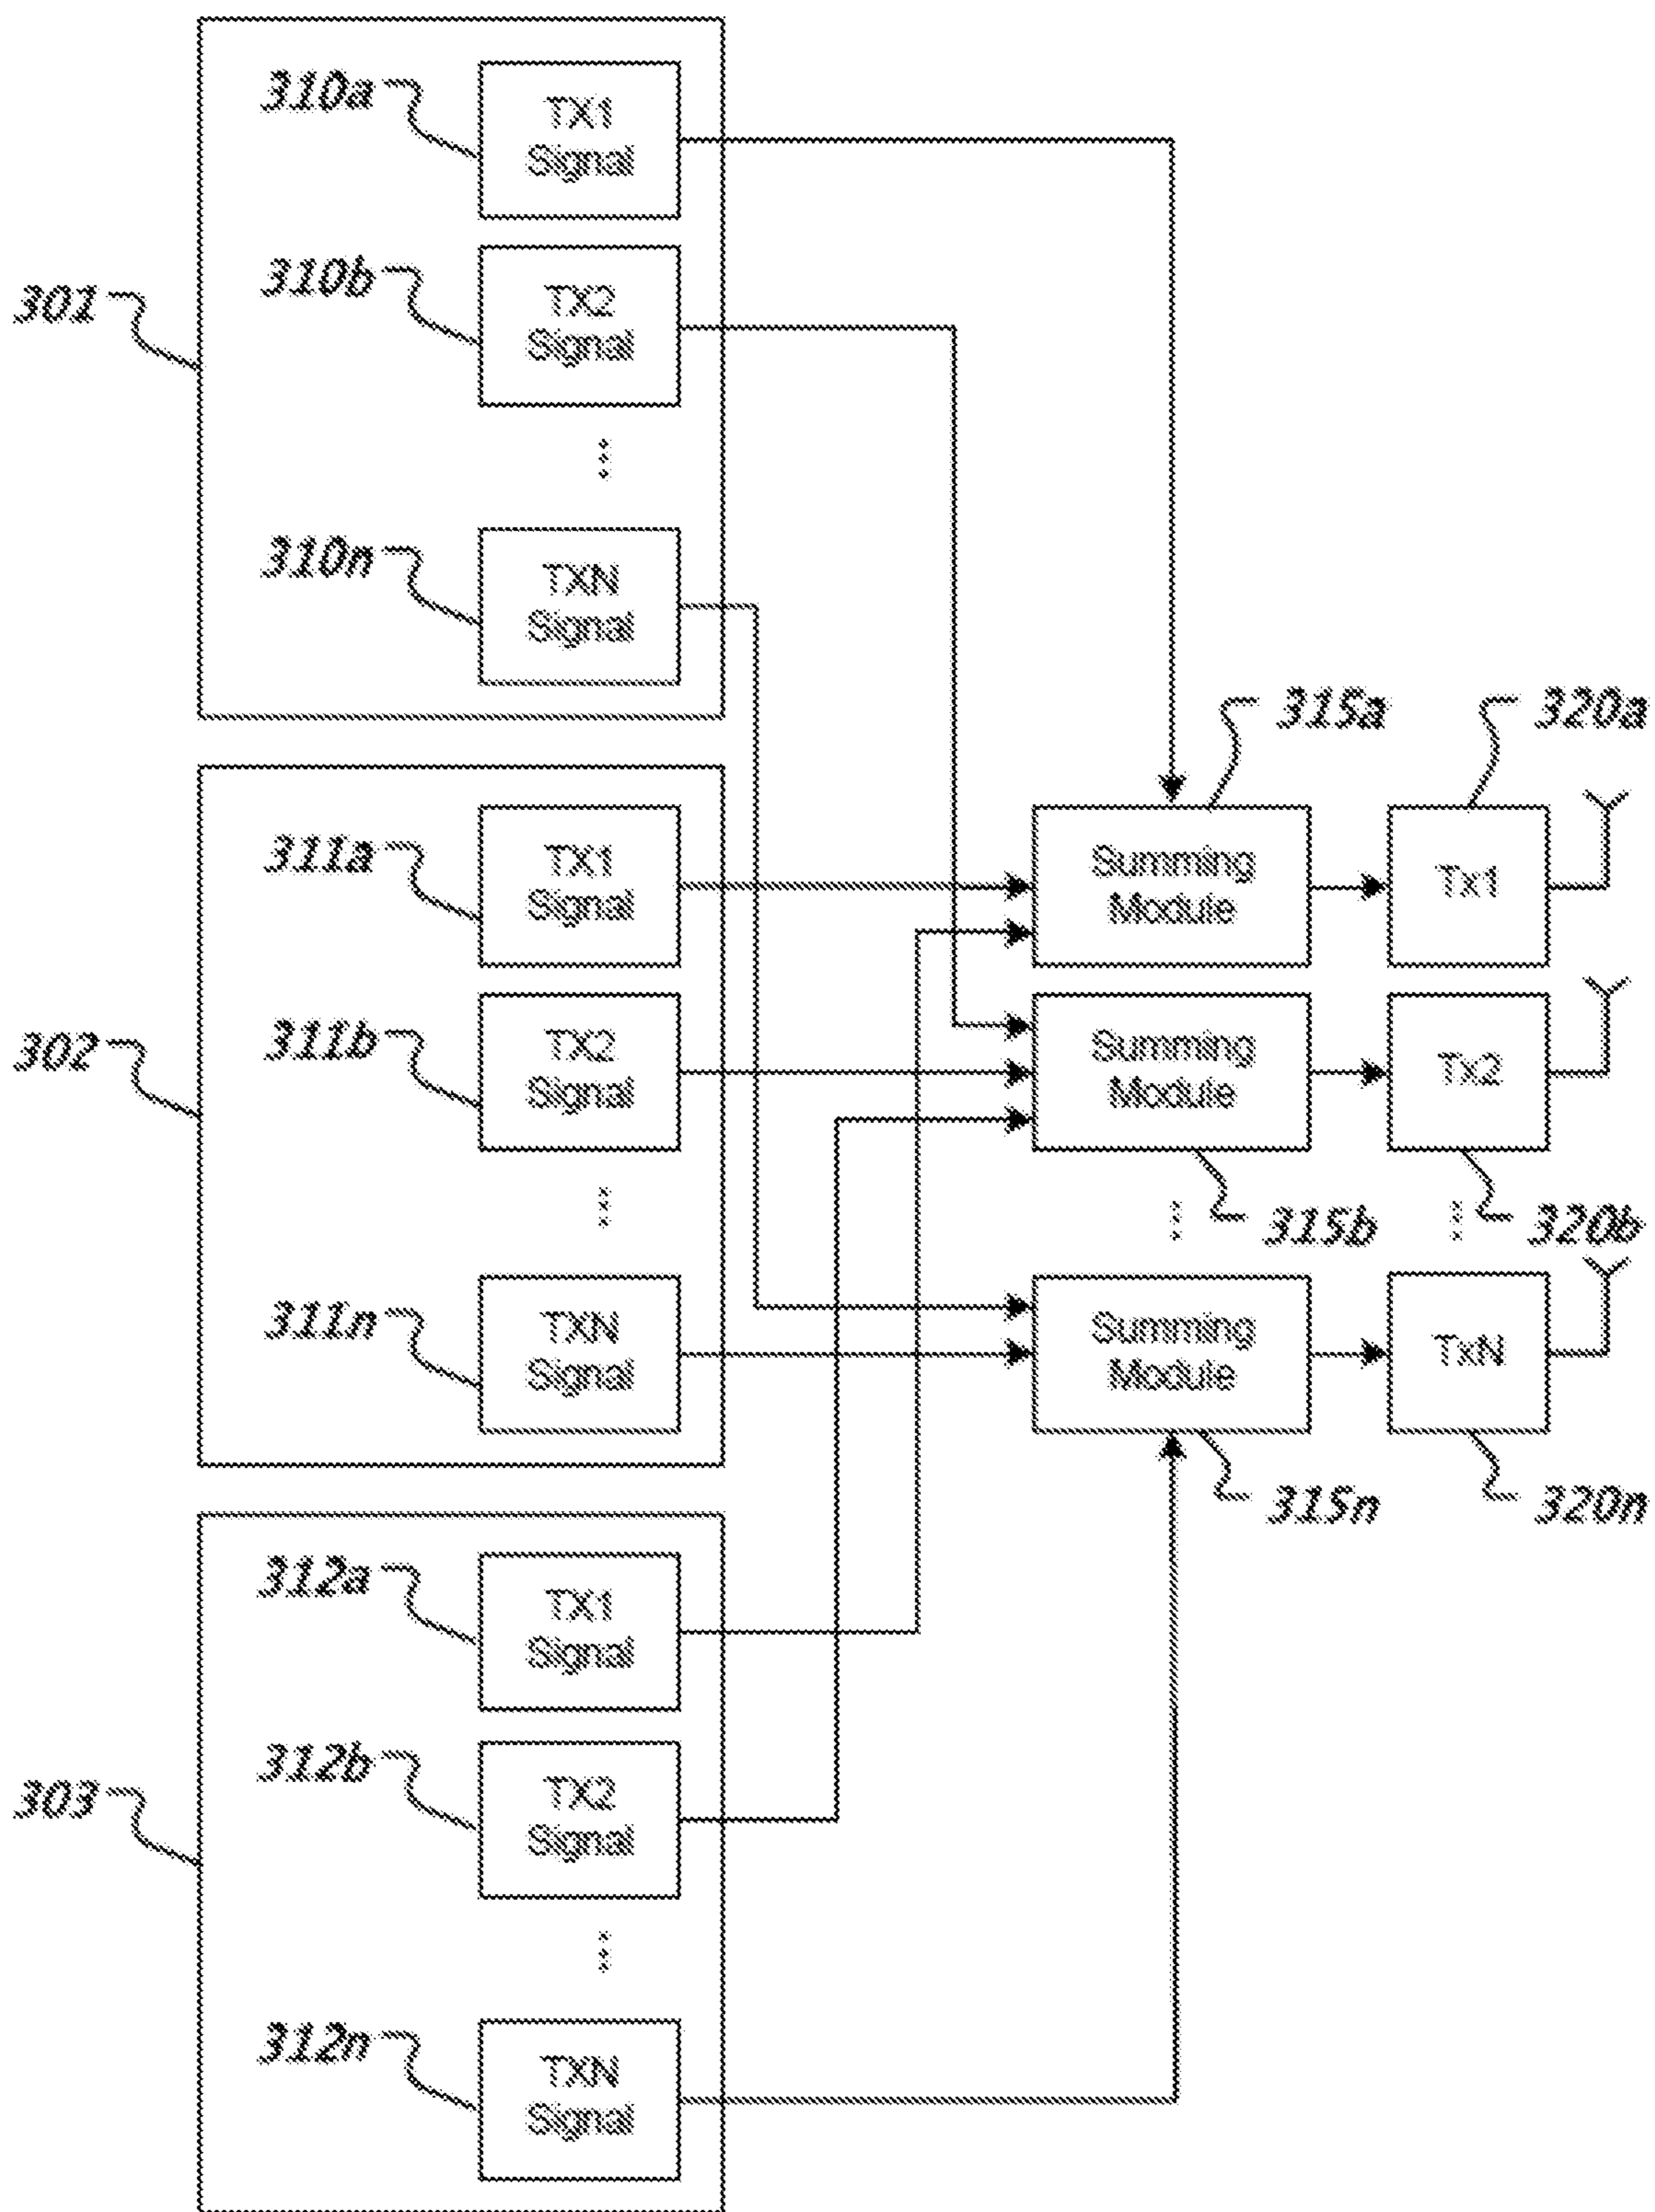 310a
TX1
Signal
310b
TX2
Signal
301
310n
TXN
Signal
315a
320a
311a
TX1
Signal
Summing
Module
Tx1
302
311b
TX2
Signal
Summing
Module
Tx2
315b
320b
311n
TXN
Signal
Summing
Module
TxN
315n
320n
312a
TX1
Signal
303
312b
TX2
Signal
312n
TXN
Signal